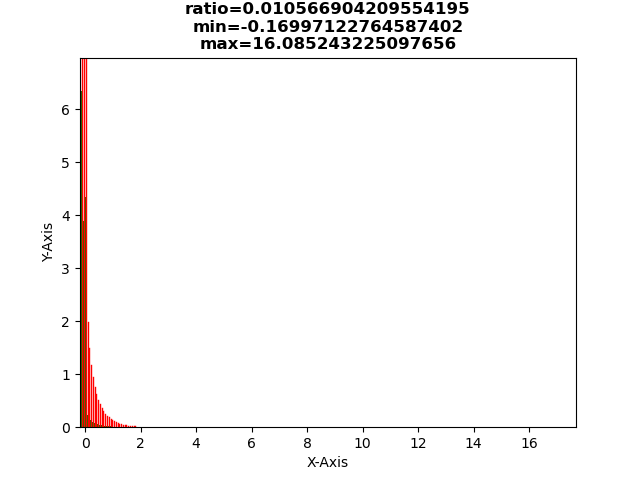 ratio=0.010566904209554195
min=-0.16997122764587402
max=16.085243225097656
6
5
4
3
2
1
0
Y-Axis
0 2 4 6 8 10 12 14 16
X-Axis